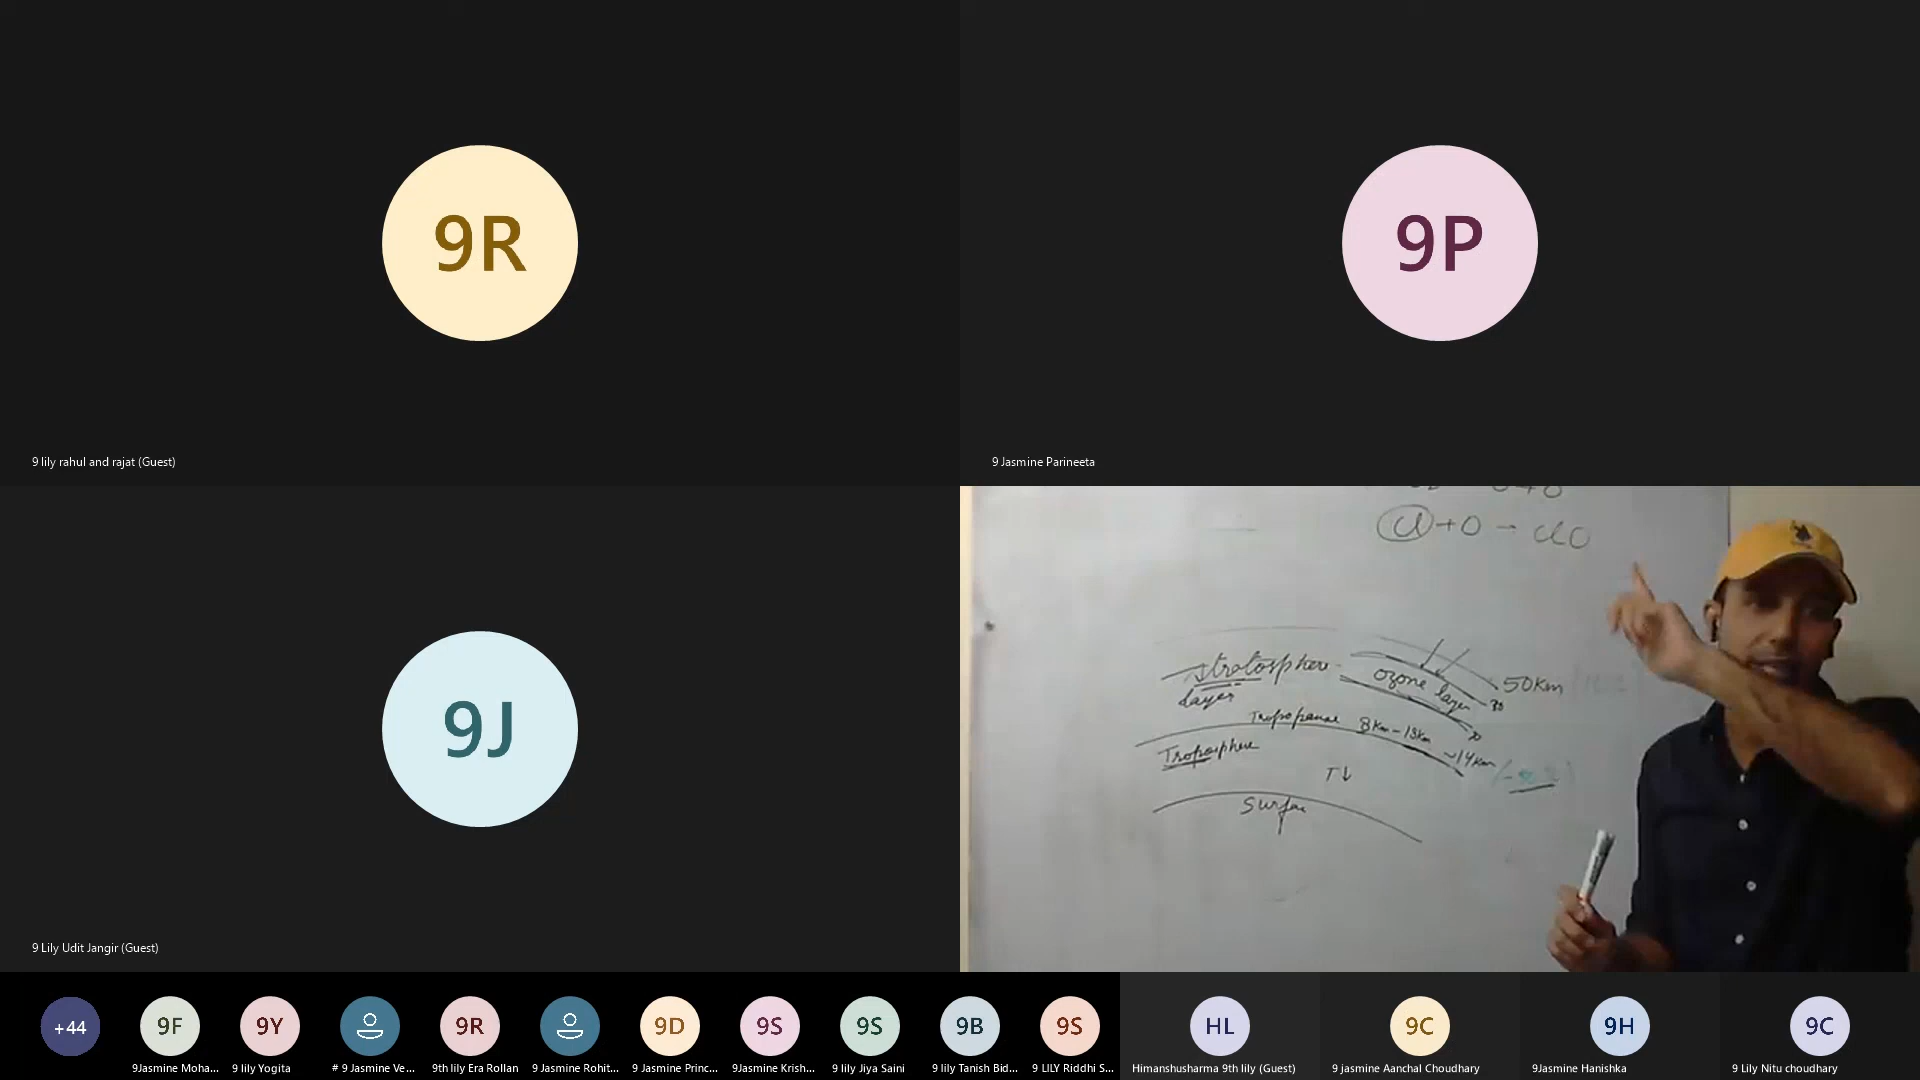 9R
9P
9 lily rahul and rajat (Guest)
9 Jasmine Parineeta
9J
9 Lily Udit Jangir (Guest)
+O - ClO
Stratosphere
layer
ozone layer
50Km
Tropopause 8Km - 18Km ~14Km
Troposphere
T↓
Surfac
+44
9F
9Y
9R
9D
9S
9S
9B
9S
HL
9C
9H
9C
9Jasmine Moha...
9 lily Yogita
# 9 Jasmine Ve...
9th lily Era Rollan
9 Jasmine Rohit...
9 Jasmine Princ...
9Jasmine Krish...
9 lily Jiya Saini
9 lily Tanish Bid...
9 LILY Riddhi S...
Himanshusharma 9th lily (Guest)
9 jasmine Aanchal Choudhary
9Jasmine Hanishka
9 Lily Nitu choudhary